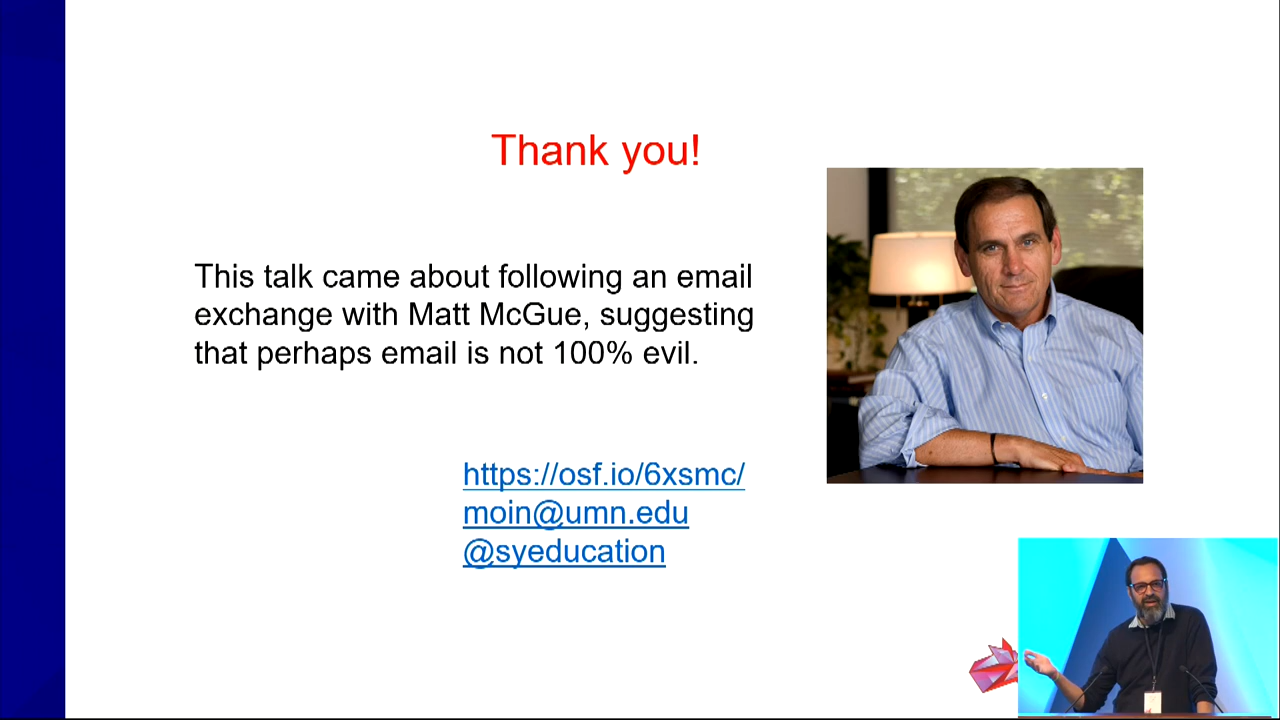 Thank you!
This talk came about following an email
exchange with Matt McGue, suggesting
that perhaps email is not 100% evil.
https://osf.io/6xsmc/
moin@umn.edu
@syeducation